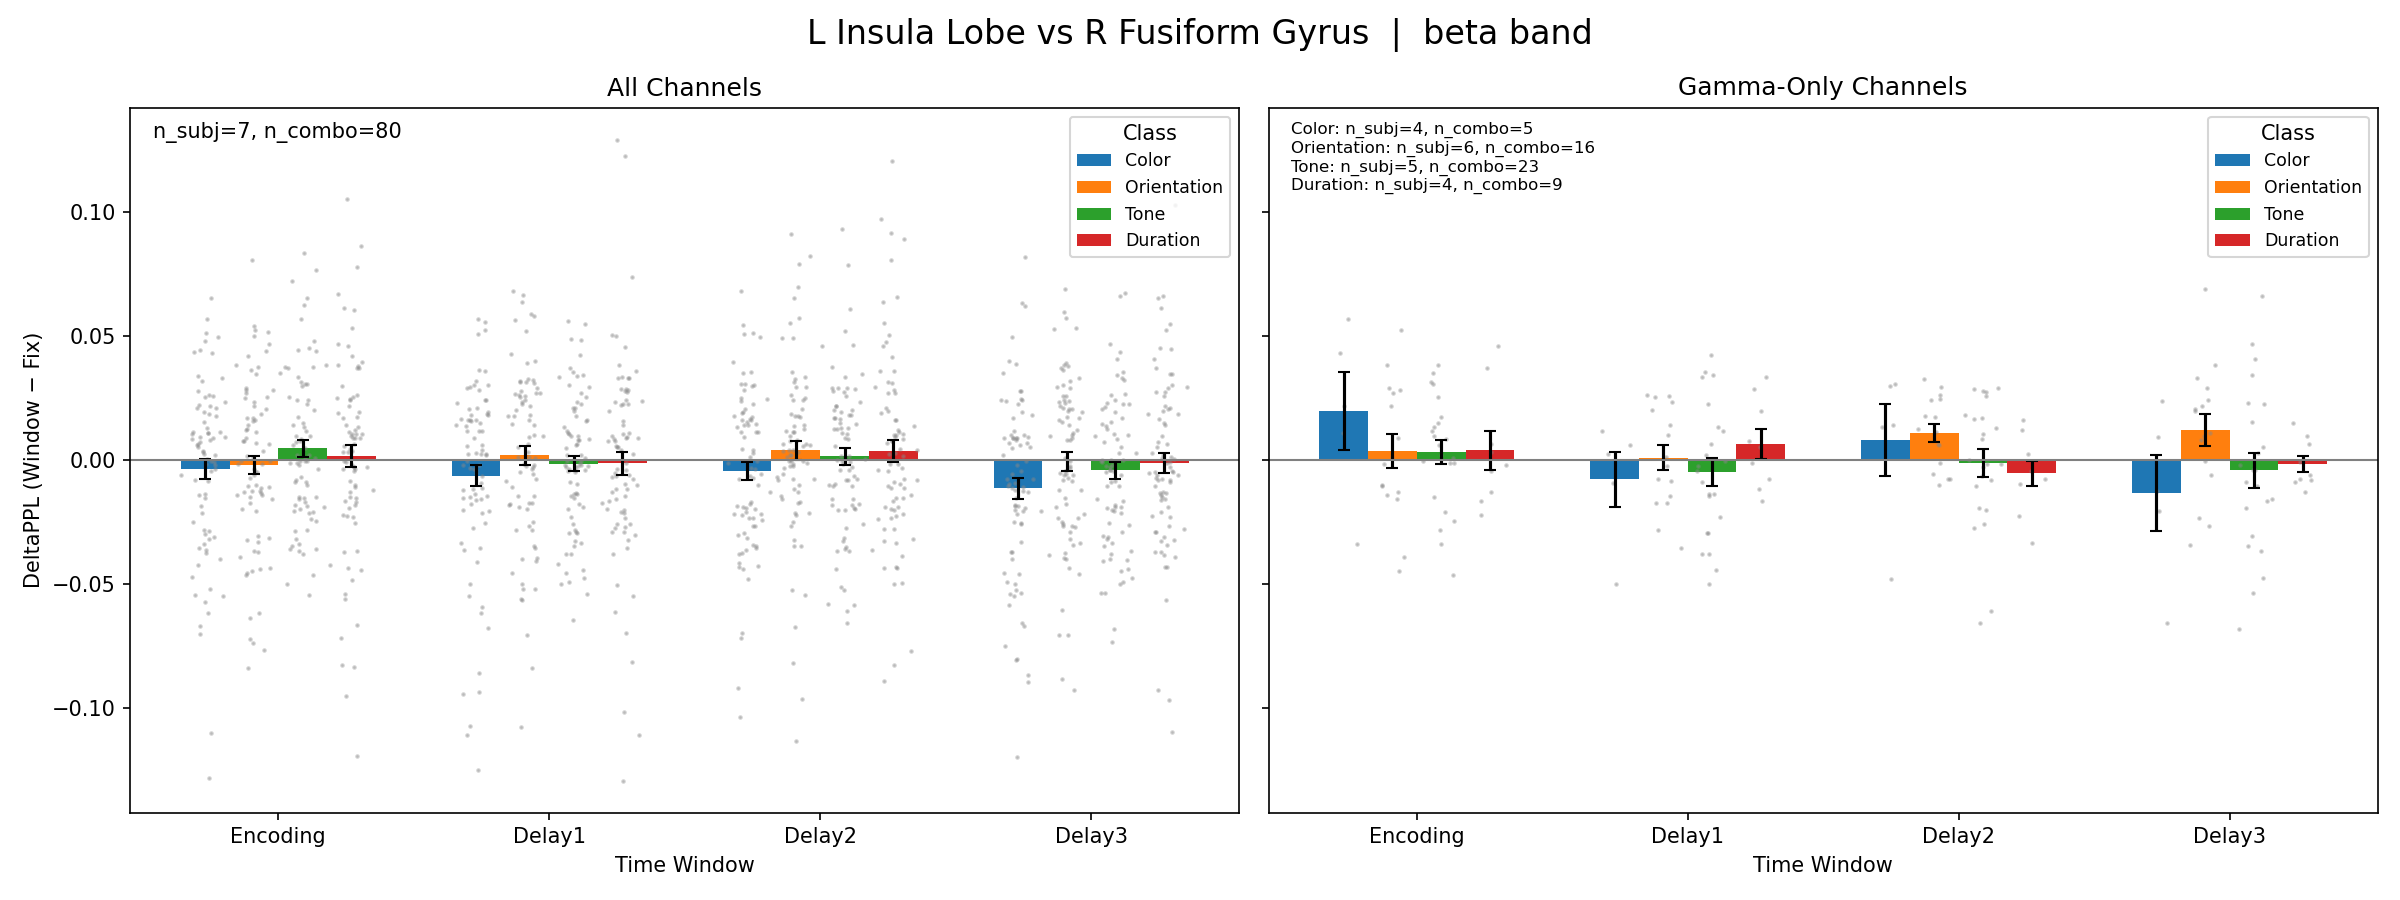 L Insula Lobe vs R Fusiform Gyrus | beta band
All Channels
n_subj=7, n_combo=80
Class
Color
Orientation
Tone
Duration
DeltaPPL (Window − Fix)
0.10
0.05
0.00
−0.05
−0.10
Encoding
Delay1
Delay2
Delay3
Time Window
Gamma-Only Channels
Color: n_subj=4, n_combo=5
Orientation: n_subj=6, n_combo=16
Tone: n_subj=5, n_combo=23
Duration: n_subj=4, n_combo=9
Class
Color
Orientation
Tone
Duration
Encoding
Delay1
Delay2
Delay3
Time Window